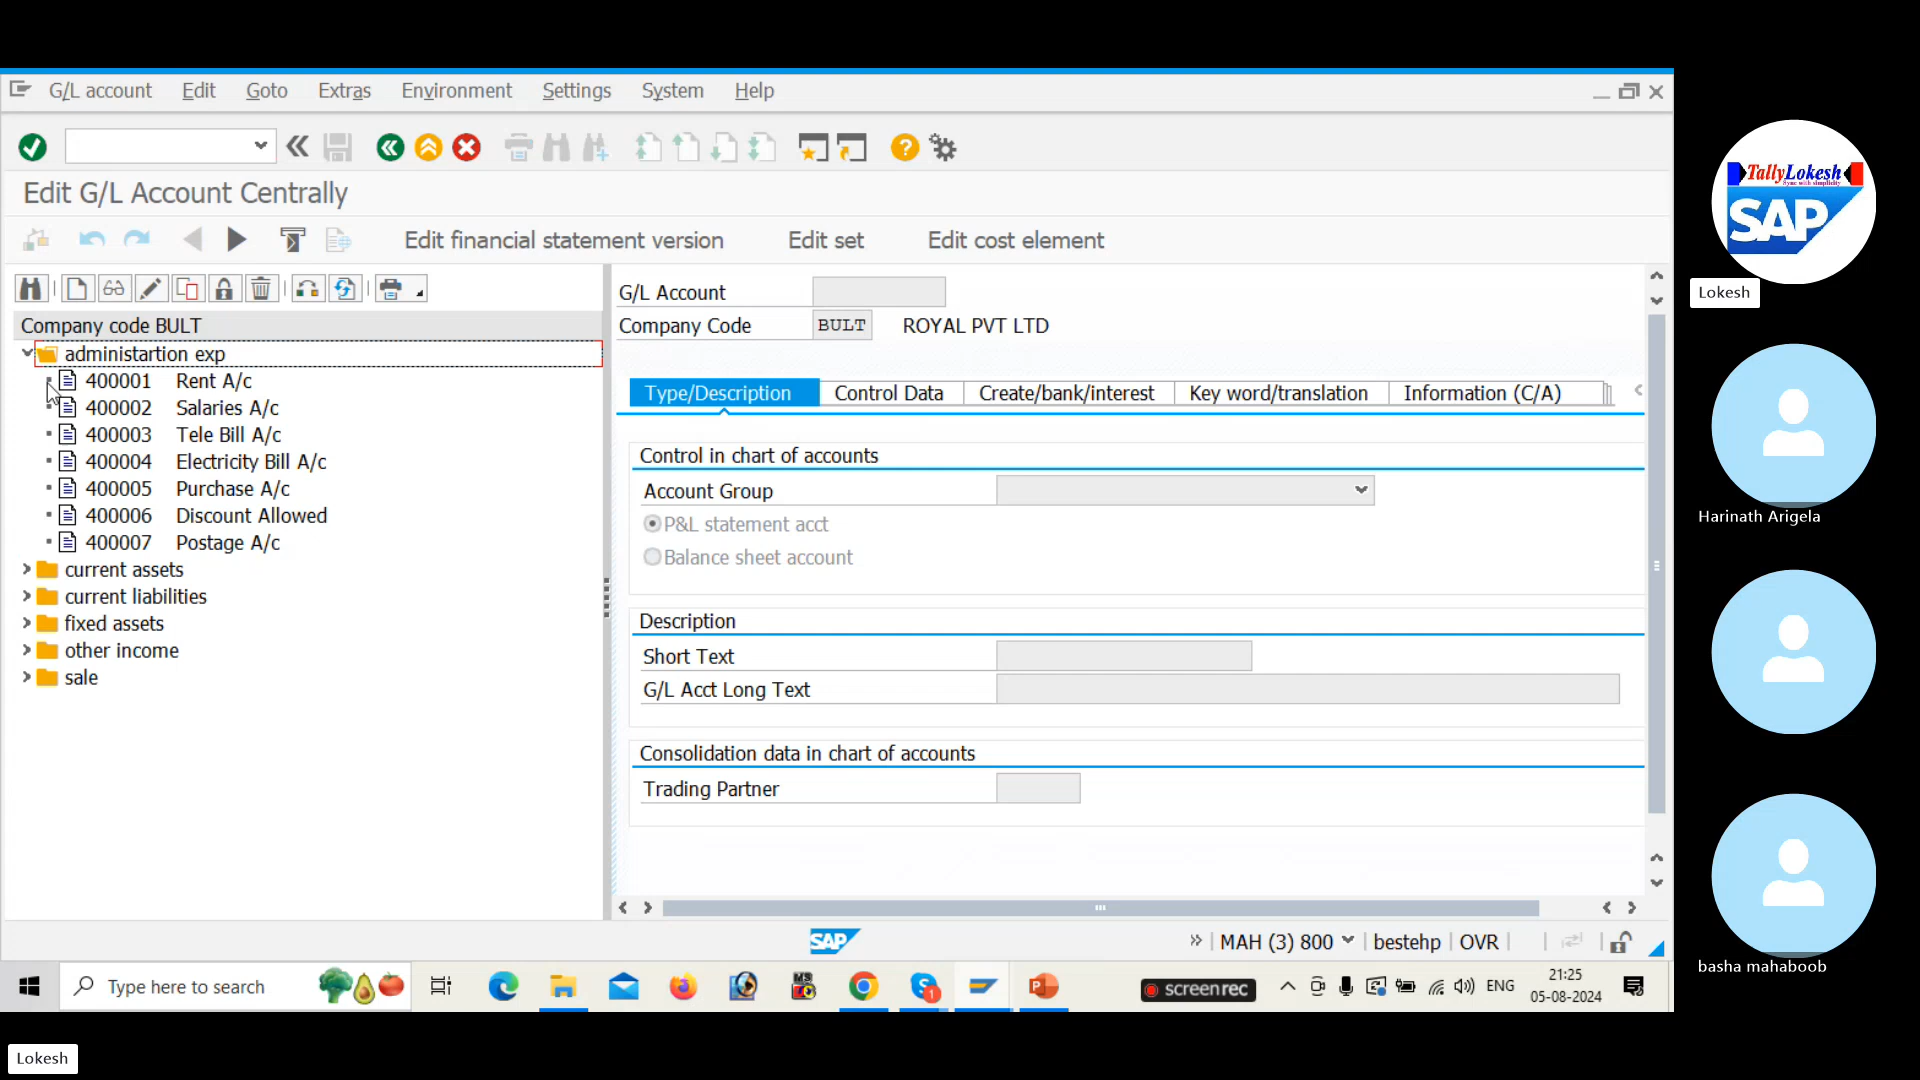 G/L account Edit Goto Extras Environment Settings System Help
Edit G/L Account Centrally
Edit financial statement version Edit set Edit cost element
Company code BULT
administartion exp
400001 Rent A/c
400002 Salaries A/c
400003 Tele Bill A/c
400004 Electricity Bill A/c
400005 Purchase A/c
400006 Discount Allowed
400007 Postage A/c
current assets
current liabilities
fixed assets
other income
sale
G/L Account
Company Code BULT ROYAL PVT LTD
Type/Description Control Data Create/bank/interest Key word/translation Information (C/A)
Control in chart of accounts
Account Group
P&L statement acct
Balance sheet account
Description
Short Text
G/L Acct Long Text
Consolidation data in chart of accounts
Trading Partner
SAP MAH (3) 800 bestehp OVR
Type here to search
screenrec
ENG
21:25
05-08-2024
TallyLokesh
Sync with simplicity
SAP
Lokesh
Harinath Arigela
basha mahaboob
Lokesh